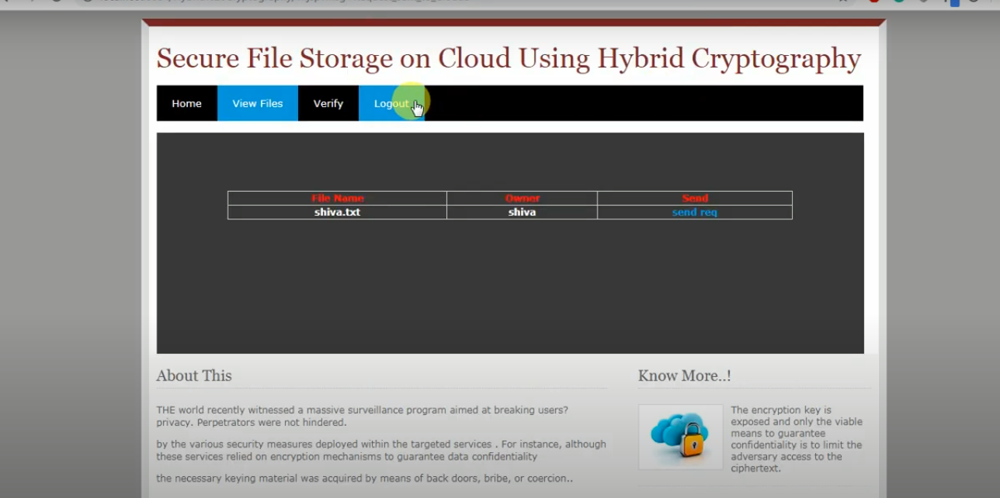 Secure File Storage on Cloud Using Hybrid Cryptography
Home View Files Verify Logout
File Name Owner Send
shiva.txt shiva send req
About This
THE world recently witnessed a massive surveillance program aimed at breaking users?
privacy. Perpetrators were not hindered.
by the various security measures deployed within the targeted services . For instance, although
these services relied on encryption mechanisms to guarantee data confidentiality
the necessary keying material was acquired by means of back doors, bribe, or coercion..
Know More..!
The encryption key is
exposed and only the viable
means to guarantee
confidentiality is to limit the
adversary access to the
ciphertext.